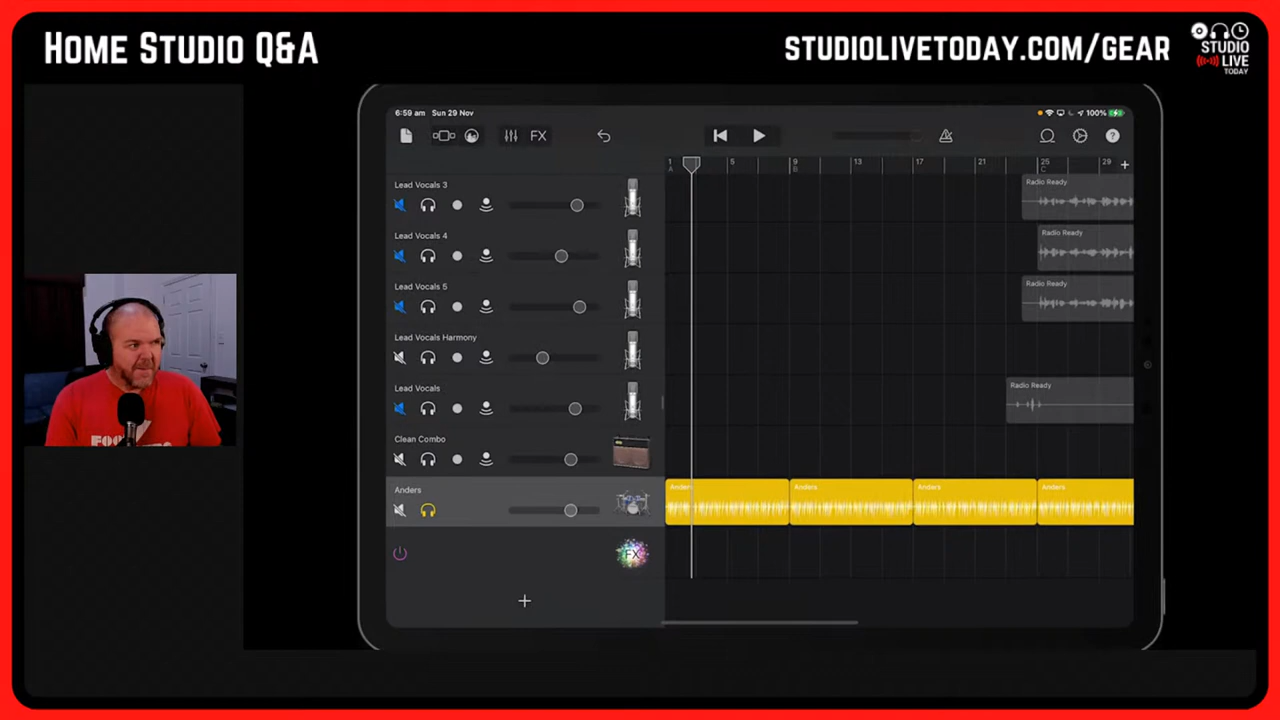 HOME STUDIO Q&A
STUDIOLIVETODAY.COM/GEAR
STUDIO
LIVE
TODAY
6:59 am Sun 29 Nov
100%
FX
1 5 9 13 17 21 25 29
A B C
Lead Vocals 3
Radio Ready
Lead Vocals 4
Radio Ready
Lead Vocals 5
Radio Ready
Lead Vocals Harmony
Lead Vocals
Radio Ready
Clean Combo
Anders
Anders Anders Anders Anders
FX